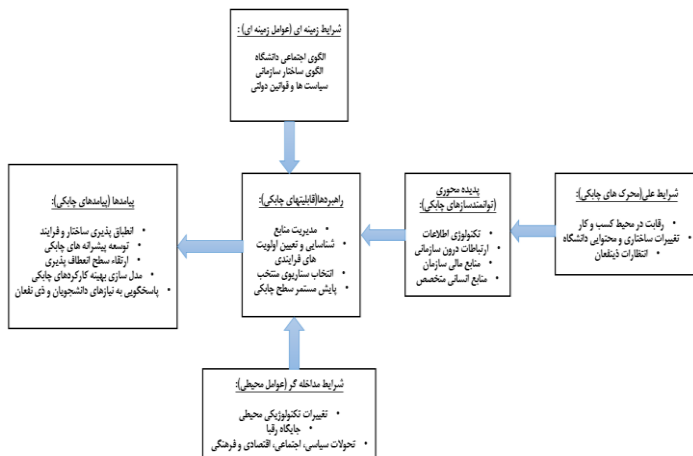 شرایط زمینه ای (عوامل زمینه ای) :
الگوی اجتماعی دانشگاه
الگوی ساختار سازمانی
سیاست ها و قوانین دولتی
شرایط علی(محرک های چابکی):
رقابت در محیط کسب و کار
تغییرات ساختاری و محتوایی دانشگاه
انتظارات ذینفعان
پدیده محوری
(توانمندسازهای چابکی):
تکنولوژی اطلاعات
ارتباطات درون سازمانی
منابع مالی سازمان
منابع انسانی متخصص
راهبردها(قابلیتهای چابکی):
مدیریت منابع
شناسایی و تعیین اولویت
های فرایندی
انتخاب سناریوی منتخب
پایش مستمر سطح چابکی
پیامدها (پیامدهای چابکی):
انطباق پذیری ساختار و فرایند
توسعه پیشرانه های چابکی
ارتقاء سطح انعطاف پذیری
مدل سازی بهینه کارکردهای چابکی
پاسخگویی به نیازهای دانشجویان و ذی نفعان
شرایط مداخله گر (عوامل محیطی):
تغییرات تکنولوژیکی محیطی
جایگاه رقبا
تحولات سیاسی، اجتماعی، اقتصادی و فرهنگی